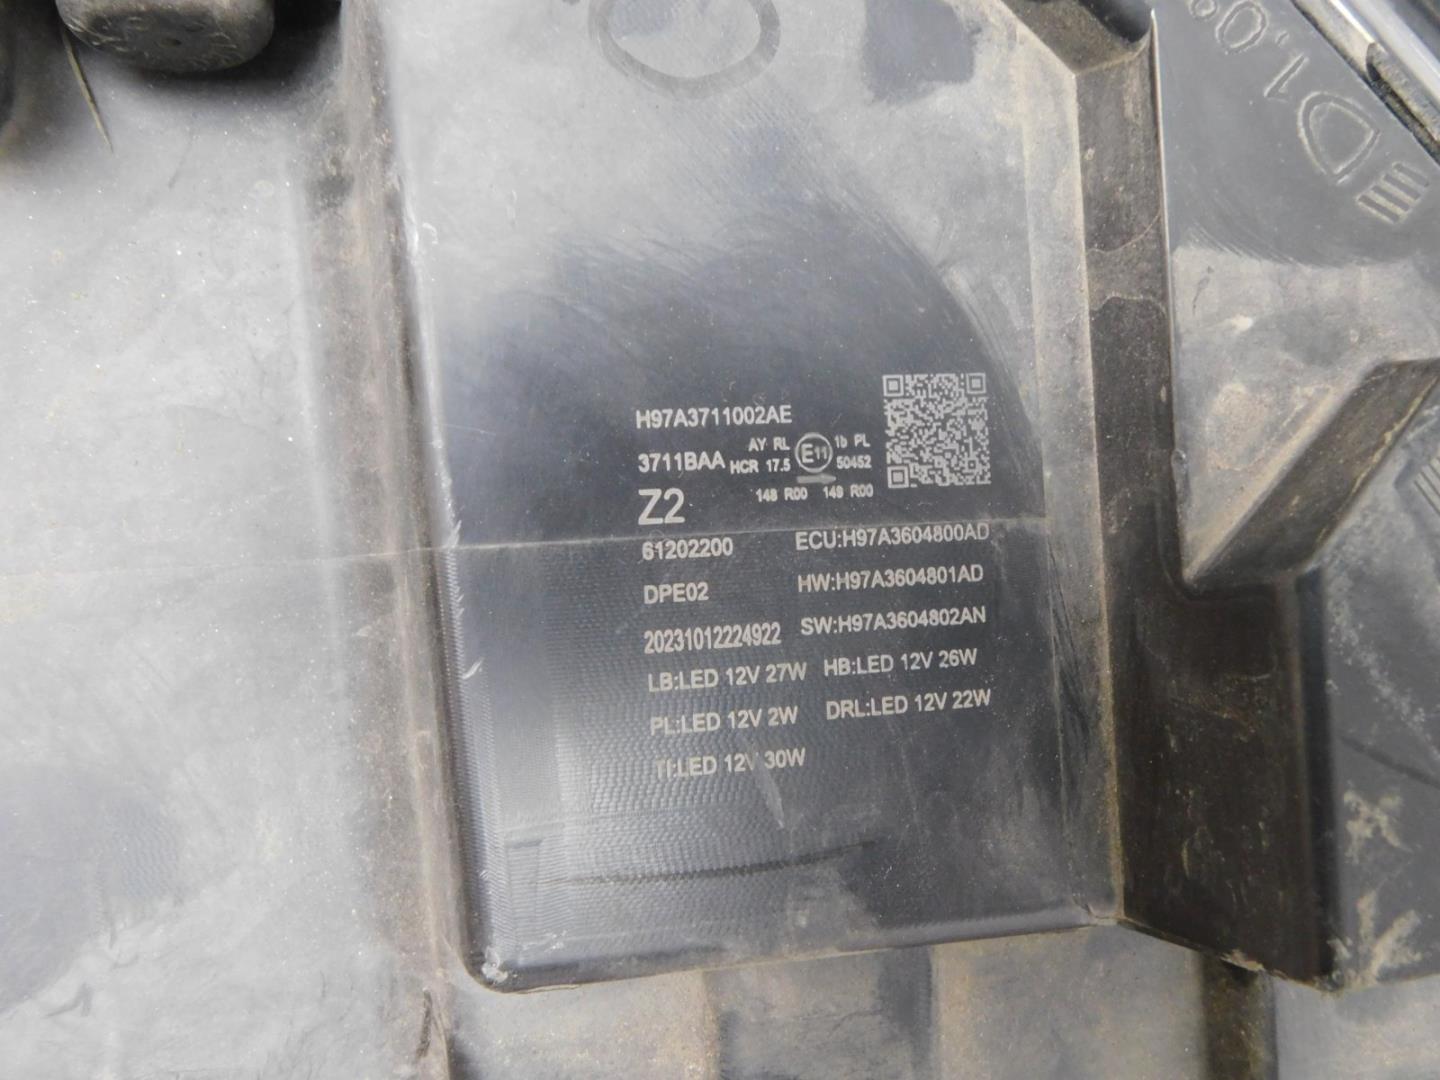 1.0%
H97A3711002AE
3711BAA
AY RL
HCR 17.5
E11
1b PL
50452
148 R00 149 R00
Z2
61202200 ECU:H97A3604800AD
DPE02 HW:H97A3604801AD
20231012224922 SW:H97A3604802AN
LB:LED 12V 27W HB:LED 12V 26W
PL:LED 12V 2W DRL:LED 12V 22W
TI:LED 12V 30W